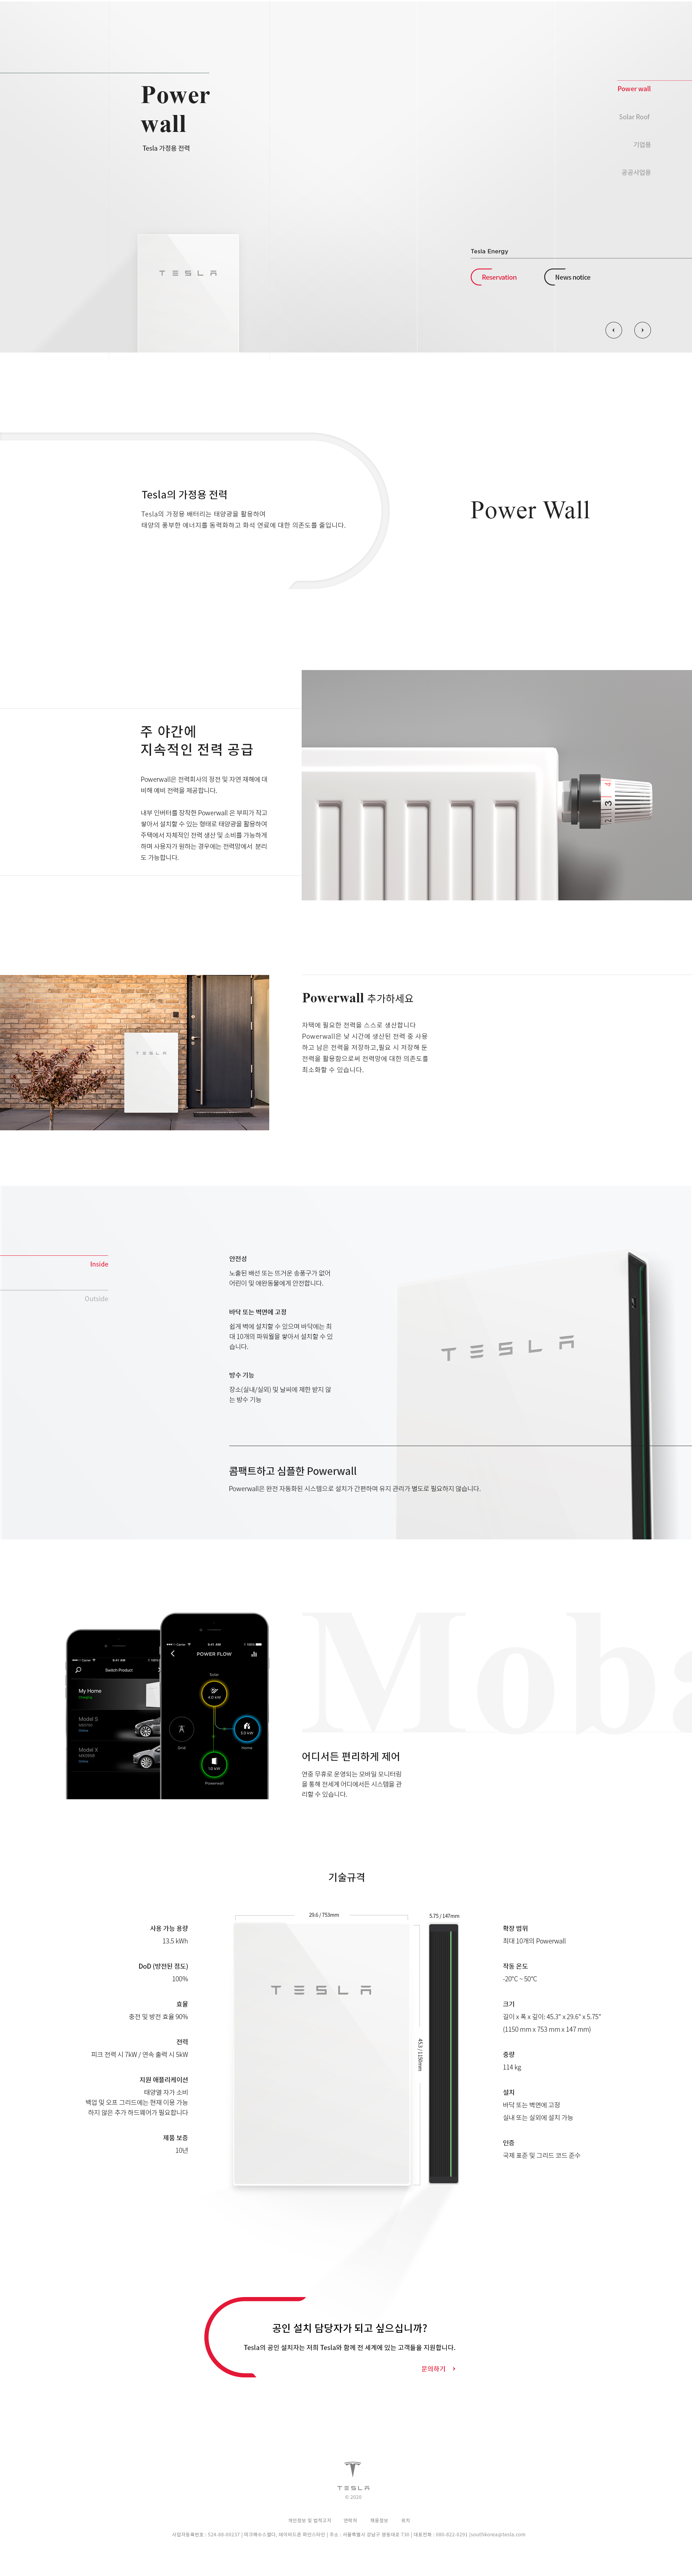 Power
wall
Tesla 가정용 전력
Power wall
Solar Roof
기업용
공공사업용
TESLA
Tesla Energy
Reservation
News notice
Tesla의 가정용 전력
Tesla의 가정용 배터리는 태양광을 활용하여
태양의 풍부한 에너지를 동력화하고 화석 연료에 대한 의존도를 줄입니다.
Power Wall
주 야간에
지속적인 전력 공급
Powerwall은 전력회사의 정전 및 자연 재해에 대
비해 예비 전력을 제공합니다.
내부 인버터를 장착한 Powerwall 은 부피가 작고
쌓아서 설치할 수 있는 형태로 태양광을 활용하여
주택에서 자체적인 전력 생산 및 소비를 가능하게
하며 사용자가 원하는 경우에는 전력망에서 분리
도 가능합니다.
2 3 4
TESLA
Powerwall 추가하세요
자택에 필요한 전력을 스스로 생산합니다
Powerwall은 낮 시간에 생산된 전력 중 사용
하고 남은 전력을 저장하고,필요 시 저장해 둔
전력을 활용함으로써 전력망에 대한 의존도를
최소화할 수 있습니다.
Inside
Outside
안전성
노출된 배선 또는 뜨거운 송풍구가 없어
어린이 및 애완동물에게 안전합니다.
바닥 또는 벽면에 고정
쉽게 벽에 설치할 수 있으며 바닥에는 최
대 10개의 파워월을 쌓아서 설치할 수 있
습니다.
방수 기능
장소(실내/실외) 및 날씨에 제한 받지 않
는 방수 기능
TESLA
콤팩트하고 심플한 Powerwall
Powerwall은 완전 자동화된 시스템으로 설치가 간편하며 유지 관리가 별도로 필요하지 않습니다.
Carrier 9:41 AM
Switch Product
My Home
Charging
Model S
Model X
Carrier 9:41 AM 100%
POWER FLOW
Solar
4.0 kW
Grid
3.0 kW
Home
1.0 kW
Powerwall
Moba
어디서든 편리하게 제어
연중 무휴로 운영되는 모바일 모니터링
을 통해 전세계 어디에서든 시스템을 관
리할 수 있습니다.
기술규격
사용 가능 용량
13.5 kWh
DoD (방전된 정도)
100%
효율
충전 및 방전 효율 90%
전력
피크 전력 시 7kW / 연속 출력 시 5kW
지원 애플리케이션
태양열 자가 소비
백업 및 오프 그리드에는 현재 이용 가능
하지 않은 추가 하드웨어가 필요합니다
제품 보증
10년
29.6 / 753mm
5.75 / 147mm
TESLA
45.3 / 1150mm
확장 범위
최대 10개의 Powerwall
작동 온도
-20°C ~ 50°C
크기
길이 x 폭 x 길이: 45.3" x 29.6" x 5.75"
(1150 mm x 753 mm x 147 mm)
중량
114 kg
설치
바닥 또는 벽면에 고정
실내 또는 실외에 설치 가능
인증
국제 표준 및 그리드 코드 준수
공인 설치 담당자가 되고 싶으십니까?
Tesla의 공인 설치자는 저희 Tesla와 함께 전 세계에 있는 고객들을 지원합니다.
문의하기
TESLA
© 2020
개인정보 및 법적고지 연락처 채용정보 위치